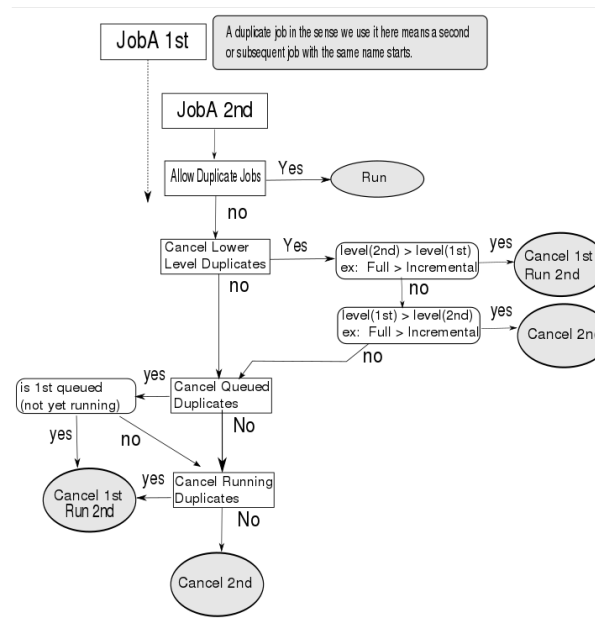 JobA 1st
A duplicate job in the sense we use it here means a second
or subsequent job with the same name starts.
JobA 2nd
Allow Duplicate Jobs
Yes
Run
no
Cancel Lower
Level Duplicates
Yes
level(2nd) > level(1st)
ex: Full > Incremental
yes
Cancel 1st
Run 2nd
no
no
level(1st) > level(2nd)
ex: Full > Incremental
yes
Cancel 2n
no
is 1st queued
(not yet running)
yes
Cancel Queued
Duplicates
yes
no
No
Cancel 1st
Run 2nd
yes
Cancel Running
Duplicates
No
Cancel 2nd